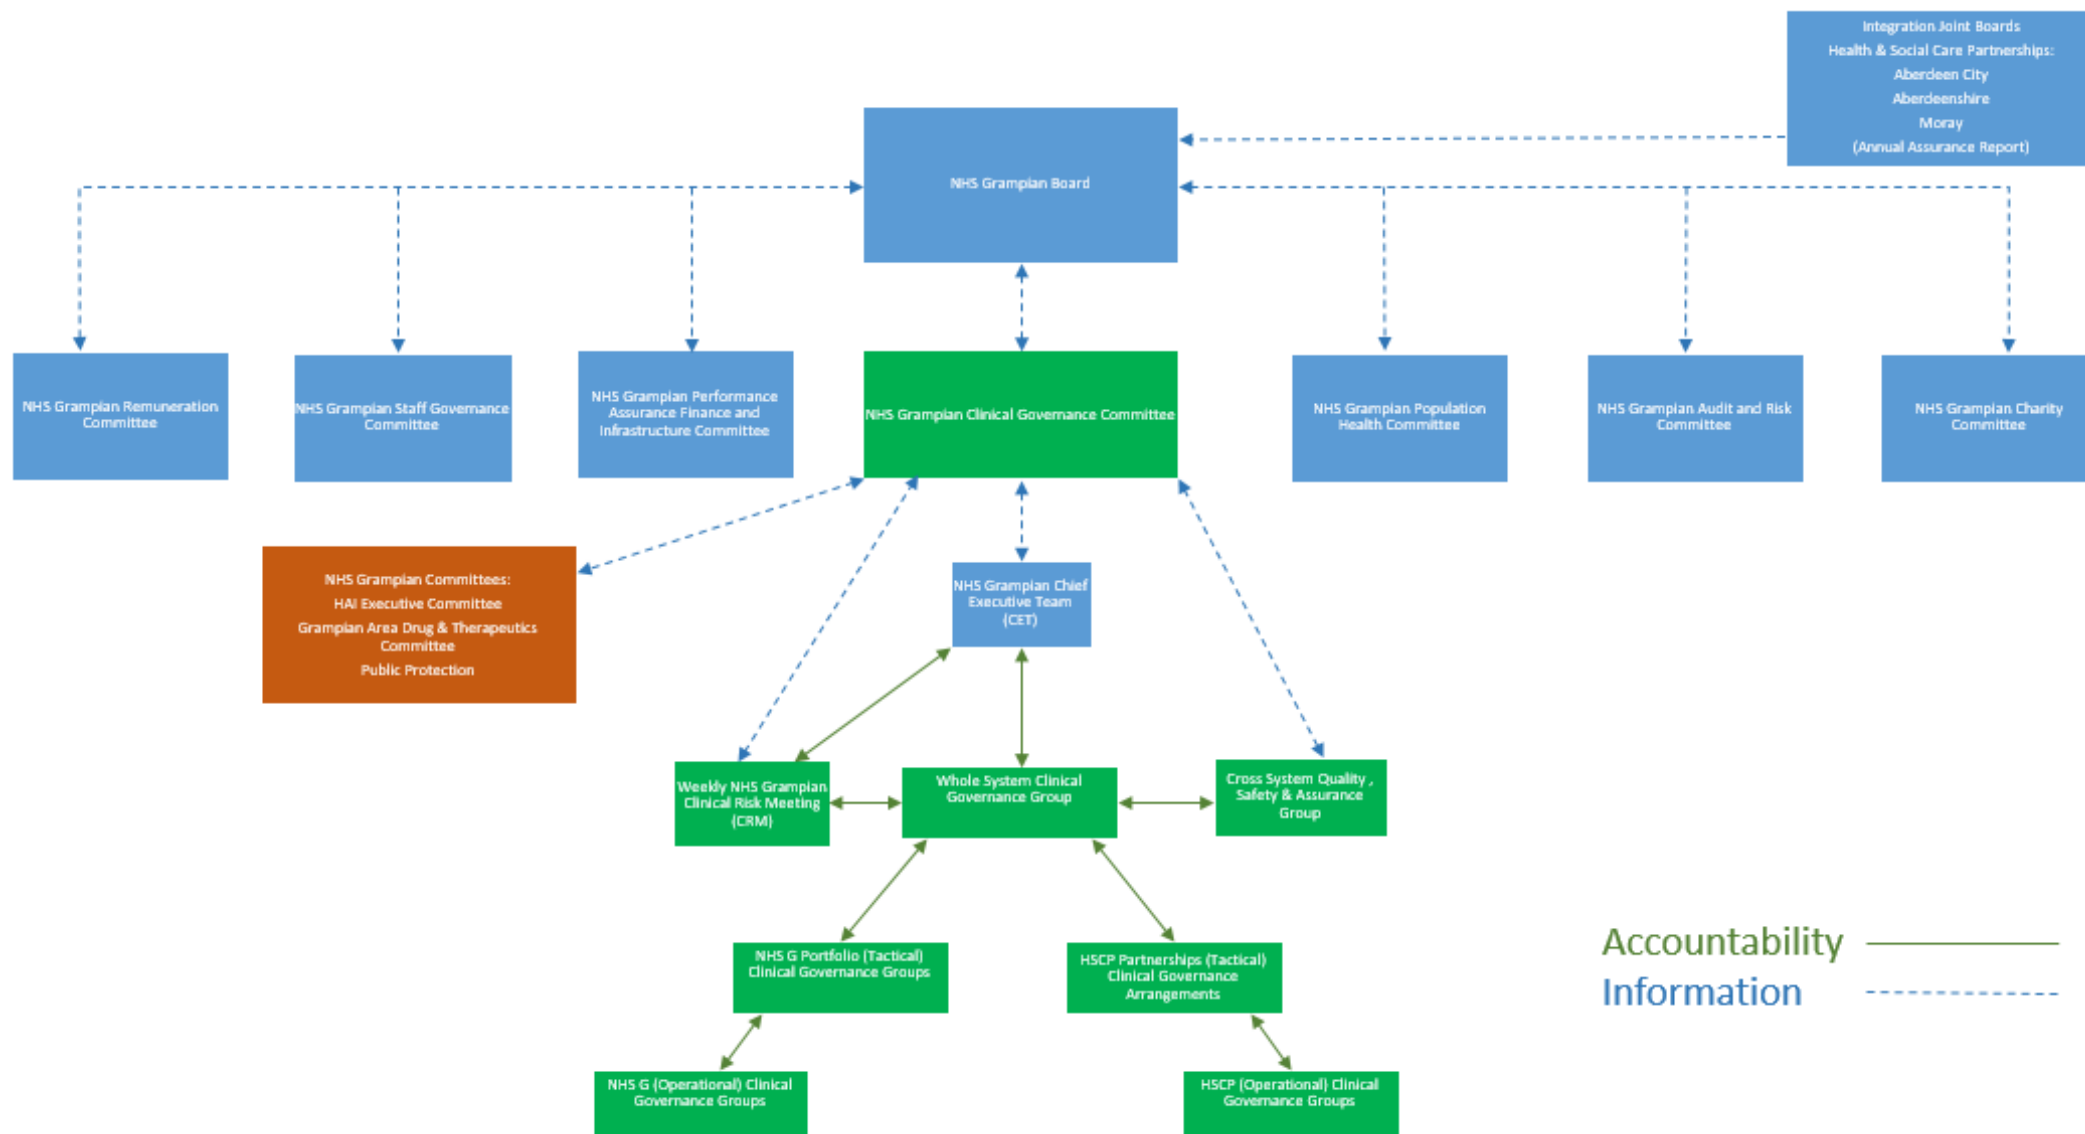 Integration Joint Boards
Health & Social Care Partnerships:
Aberdeen City
Aberdeenshire
Moray
(Annual Assurance Report)
NHS Grampian Board
NHS Grampian Remuneration
Committee
NHS Grampian Staff Governance
Committee
NHS Grampian Performance
Assurance Finance and
Infrastructure Committee
NHS Grampian Clinical Governance Committee
NHS Grampian Population
Health Committee
NHS Grampian Audit and Risk
Committee
NHS Grampian Charity
Committee
NHS Grampian Committees:
HAI Executive Committee
Grampian Area Drug & Therapeutics
Committee
Public Protection
NHS Grampian Chief
Executive Team
(CET)
Weekly NHS Grampian
Clinical Risk Meeting
(CRM)
Whole System Clinical
Governance Group
Cross System Quality ,
Safety & Assurance
Group
NHS G Portfolio (Tactical)
Clinical Governance Groups
HSCP Partnerships (Tactical)
Clinical Governance
Arrangements
Accountability
Information
NHS G (Operational) Clinical
Governance Groups
HSCP (Operational) Clinical
Governance Groups